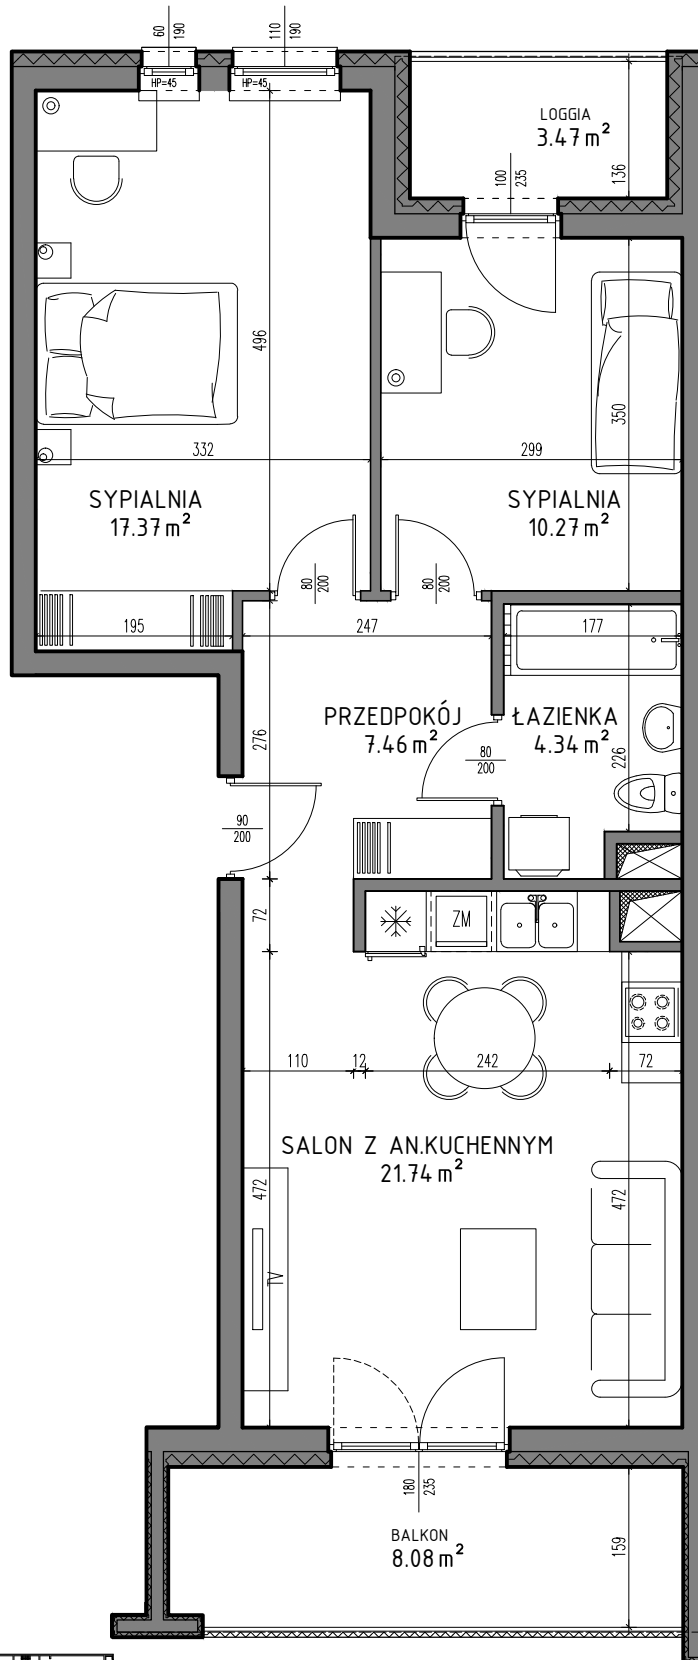 60
190
110
190
HP=45
HP=45
LOGGIA
3.47 m²
136
100
235
496
350
332
299
SYPIALNIA
17.37 m²
SYPIALNIA
10.27 m²
80
200
80
200
195
247
177
PRZEDPOKÓJ
7.46 m²
ŁAZIENKA
4.34 m²
276
226
80
200
90
200
72
ZM
110
12
242
72
SALON Z AN.KUCHENNYM
21.74 m²
472
472
TV
180
235
BALKON
8.08 m²
159